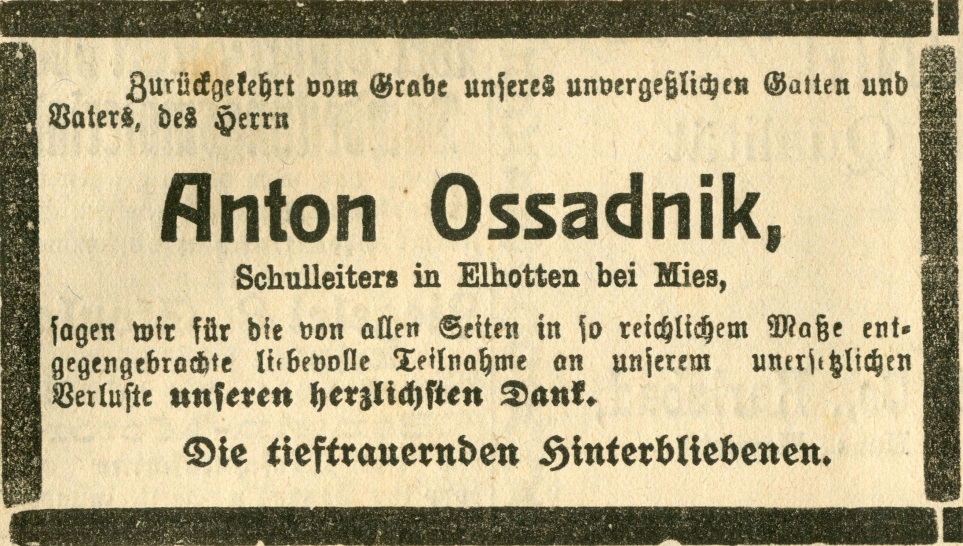 Zurückgekehrt vom Grabe unseres unvergeßlichen Gatten und
Vaters, des Herrn
Anton Ossadnik,
Schulleiters in Elhotten bei Mies,
sagen wir für die von allen Seiten in so reichlichem Maße ent-
gegengebrachte liebevolle Teilnahme an unserem unersetzlichen
Verluste unseren herzlichsten Dank.
Die tieftrauernden Hinterbliebenen.